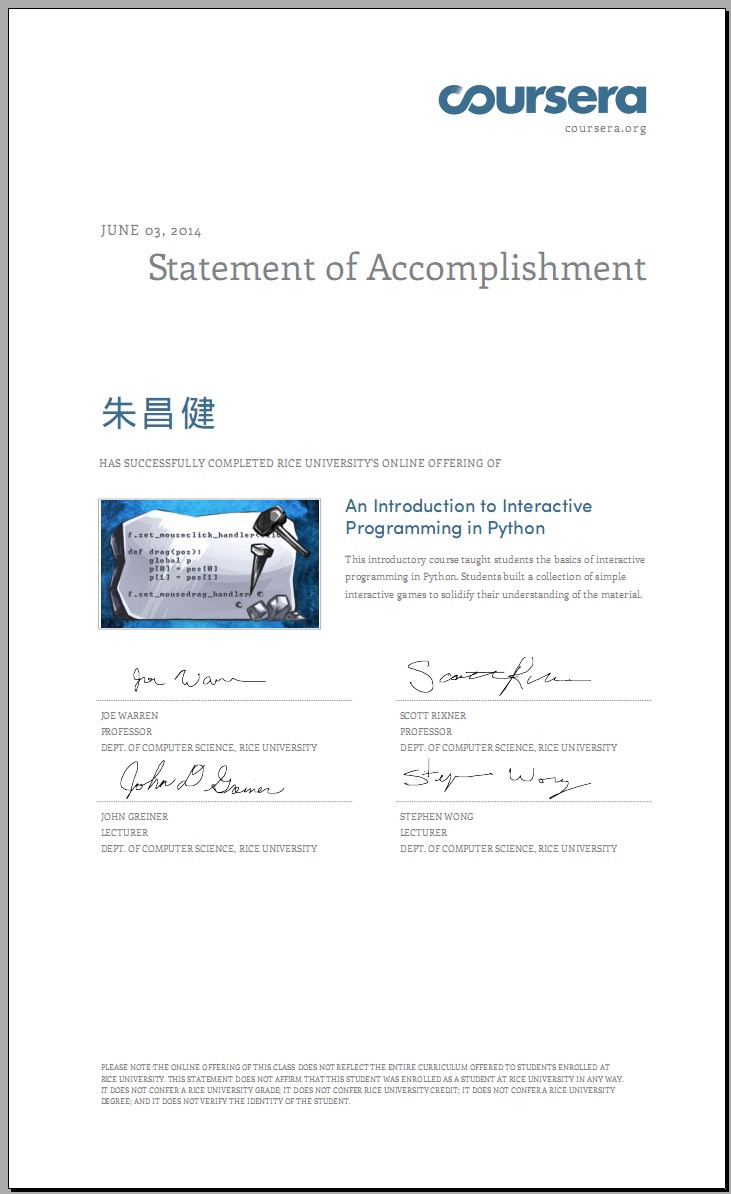 coursera
coursera.org
JUNE 03, 2014
Statement of Accomplishment
朱昌健
HAS SUCCESSFULLY COMPLETED RICE UNIVERSITY'S ONLINE OFFERING OF
An Introduction to Interactive
Programming in Python
This introductory course taught students the basics of interactive
programming in Python. Students built a collection of simple
interactive games to solidify their understanding of the material.
f.set_mouseclick_handler
def drag(pos):
global p
p[0] = pos[0]
p[1] = pos[1]
f.set_mousedrag_handler
Joe Warren
Scott Rixner
JOE WARREN
PROFESSOR
DEPT. OF COMPUTER SCIENCE, RICE UNIVERSITY
SCOTT RIXNER
PROFESSOR
DEPT. OF COMPUTER SCIENCE, RICE UNIVERSITY
John D Greiner
Stephen Wong
JOHN GREINER
LECTURER
DEPT. OF COMPUTER SCIENCE, RICE UNIVERSITY
STEPHEN WONG
LECTURER
DEPT. OF COMPUTER SCIENCE, RICE UNIVERSITY
PLEASE NOTE THE ONLINE OFFERING OF THIS CLASS DOES NOT REFLECT THE ENTIRE CURRICULUM OFFERED TO STUDENTS ENROLLED AT
RICE UNIVERSITY. THIS STATEMENT DOES NOT AFFIRM THAT THIS STUDENT WAS ENROLLED AS A STUDENT AT RICE UNIVERSITY IN ANY WAY.
IT DOES NOT CONFER A RICE UNIVERSITY GRADE; IT DOES NOT CONFER RICE UNIVERSITY CREDIT; IT DOES NOT CONFER A RICE UNIVERSITY
DEGREE; AND IT DOES NOT VERIFY THE IDENTITY OF THE STUDENT.